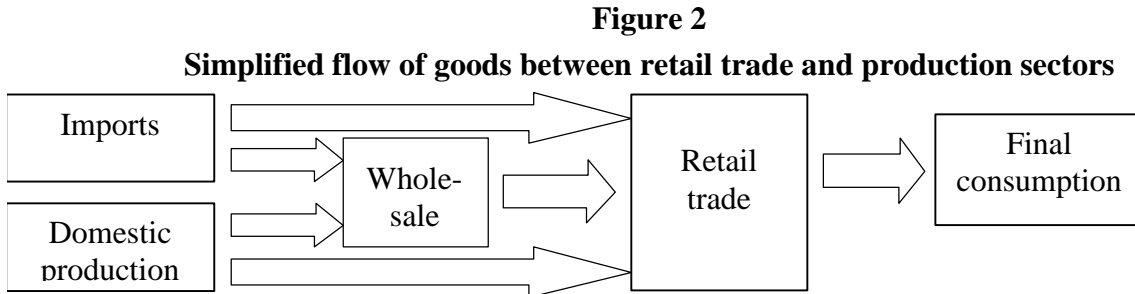 Figure 2
Simplified flow of goods between retail trade and production sectors
Imports
Whole-
sale
Domestic
production
Retail
trade
Final
consumption